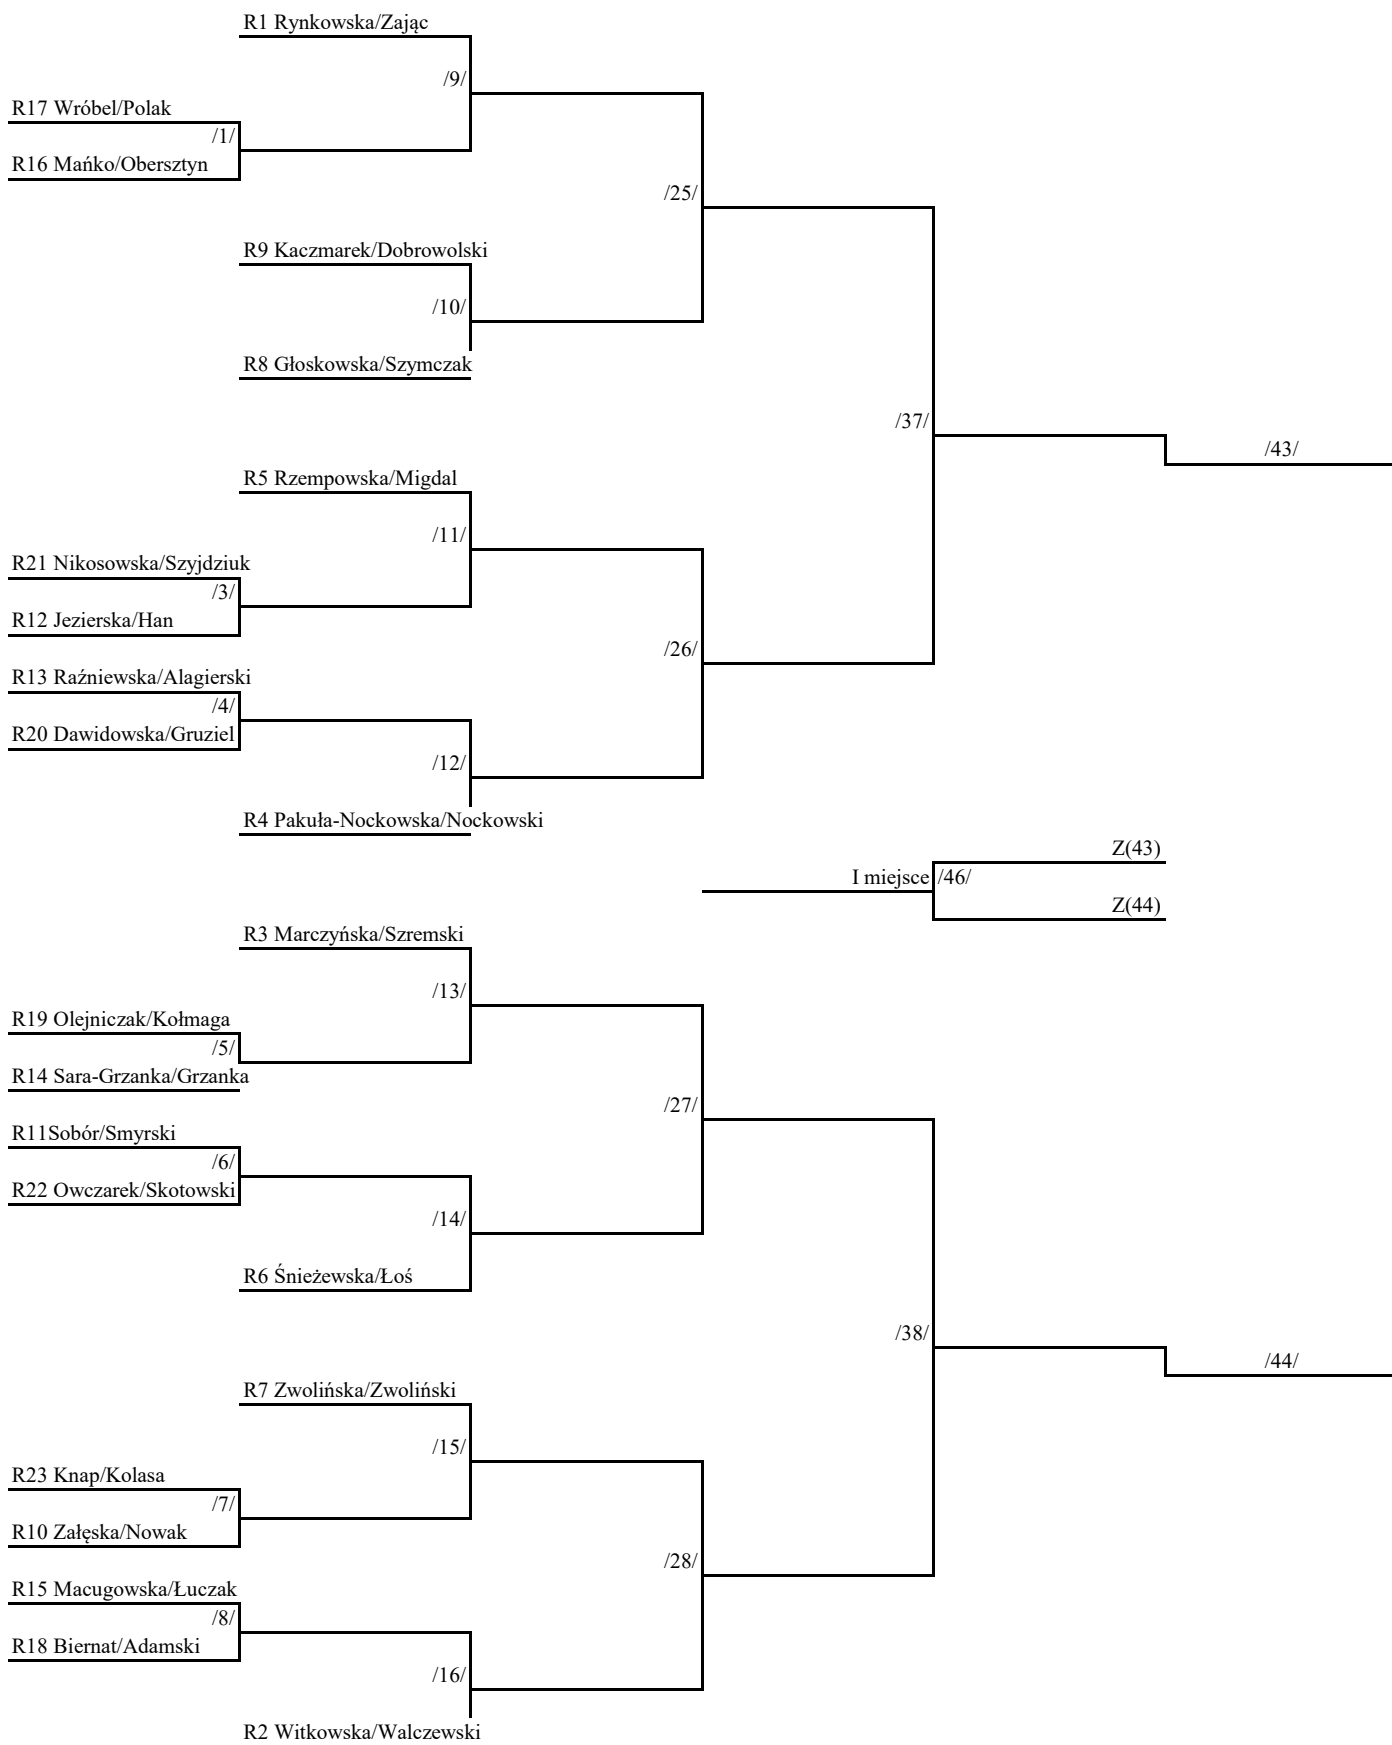 R1 Rynkowska/Zając
/9/
R17 Wróbel/Polak
/1/
R16 Mańko/Obersztyn
/25/
R9 Kaczmarek/Dobrowolski
/10/
R8 Głoskowska/Szymczak
/37/
/43/
R5 Rzempowska/Migdal
/11/
R21 Nikosowska/Szyjdziuk
/3/
R12 Jezierska/Han
/26/
R13 Raźniewska/Alagierski
/4/
R20 Dawidowska/Gruziel
/12/
R4 Pakuła-Nockowska/Nockowski
Z(43)
I miejsce /46/
Z(44)
R3 Marczyńska/Szremski
/13/
R19 Olejniczak/Kołmaga
/5/
R14 Sara-Grzanka/Grzanka
/27/
R11Sobór/Smyrski
/6/
R22 Owczarek/Skotowski
/14/
R6 Śnieżewska/Łoś
/38/
/44/
R7 Zwolińska/Zwoliński
/15/
R23 Knap/Kolasa
/7/
R10 Załęska/Nowak
/28/
R15 Macugowska/Łuczak
/8/
R18 Biernat/Adamski
/16/
R2 Witkowska/Walczewski